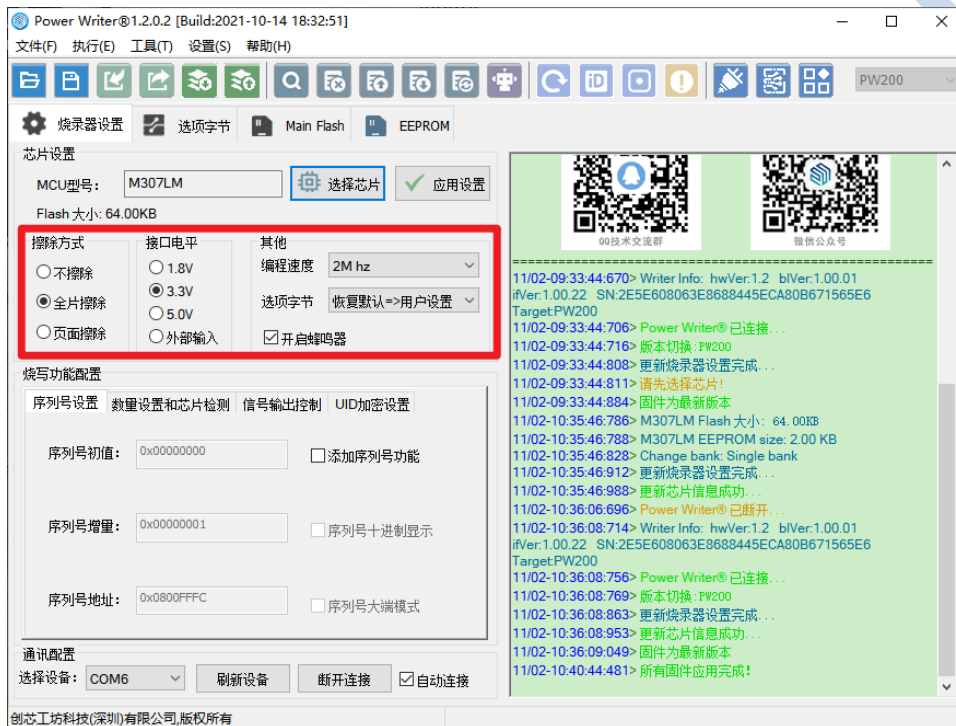 Power Writer®1.2.0.2 [Build:2021-10-14 18:32:51]
文件(F) 执行(E) 工具(T) 设置(S) 帮助(H)
iD
PW200
烧录器设置 选项字节 Main Flash EEPROM
芯片设置
MCU型号： M307LM 选择芯片 应用设置
Flash 大小: 64.00KB
擦除方式 接口电平 其他
不擦除 1.8V 编程速度 2M hz
全片擦除 3.3V 选项字节 恢复默认=>用户设置
页面擦除 5.0V
外部输入 开启蜂鸣器
烧写功能配置
序列号设置 数量设置和芯片检测 信号输出控制 UID加密设置
序列号初值： 0x00000000 添加序列号功能
序列号增量： 0x00000001 序列号十进制显示
序列号地址： 0x0800FFFC 序列号大端模式
通讯配置
选择设备： COM6 刷新设备 断开连接 自动连接
创芯工坊科技(深圳)有限公司,版权所有
QQ技术交流群 微信公众号
==========================================================
11/02-09:33:44:670> Writer Info: hwVer:1.2 blVer:1.00.01
ifVer:1.00.22 SN:2E5E608063E8688445ECA80B671565E6
Target:PW200
11/02-09:33:44:706> Power Writer® 已连接...
11/02-09:33:44:716> 版本切换:PW200
11/02-09:33:44:808> 更新烧录器设置完成...
11/02-09:33:44:811> 请先选择芯片!
11/02-09:33:44:884> 固件为最新版本
11/02-10:35:46:786> M307LM Flash 大小: 64.00KB
11/02-10:35:46:788> M307LM EEPROM size: 2.00 KB
11/02-10:35:46:828> Change bank: Single bank
11/02-10:35:46:912> 更新烧录器设置完成...
11/02-10:35:46:988> 更新芯片信息成功...
11/02-10:36:06:696> Power Writer® 已断开...
11/02-10:36:08:714> Writer Info: hwVer:1.2 blVer:1.00.01
ifVer:1.00.22 SN:2E5E608063E8688445ECA80B671565E6
Target:PW200
11/02-10:36:08:756> Power Writer® 已连接...
11/02-10:36:08:769> 版本切换:PW200
11/02-10:36:08:863> 更新烧录器设置完成...
11/02-10:36:08:953> 更新芯片信息成功...
11/02-10:36:09:049> 固件为最新版本
11/02-10:40:44:481> 所有固件应用完成!